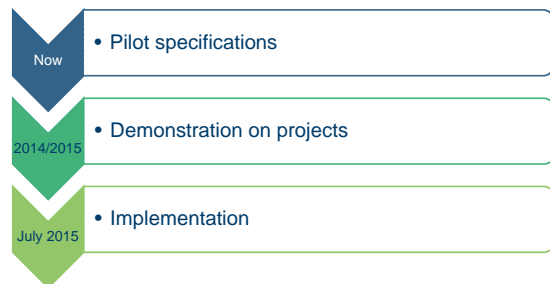 Now
• Pilot specifications
2014/2015
• Demonstration on projects
July 2015
• Implementation